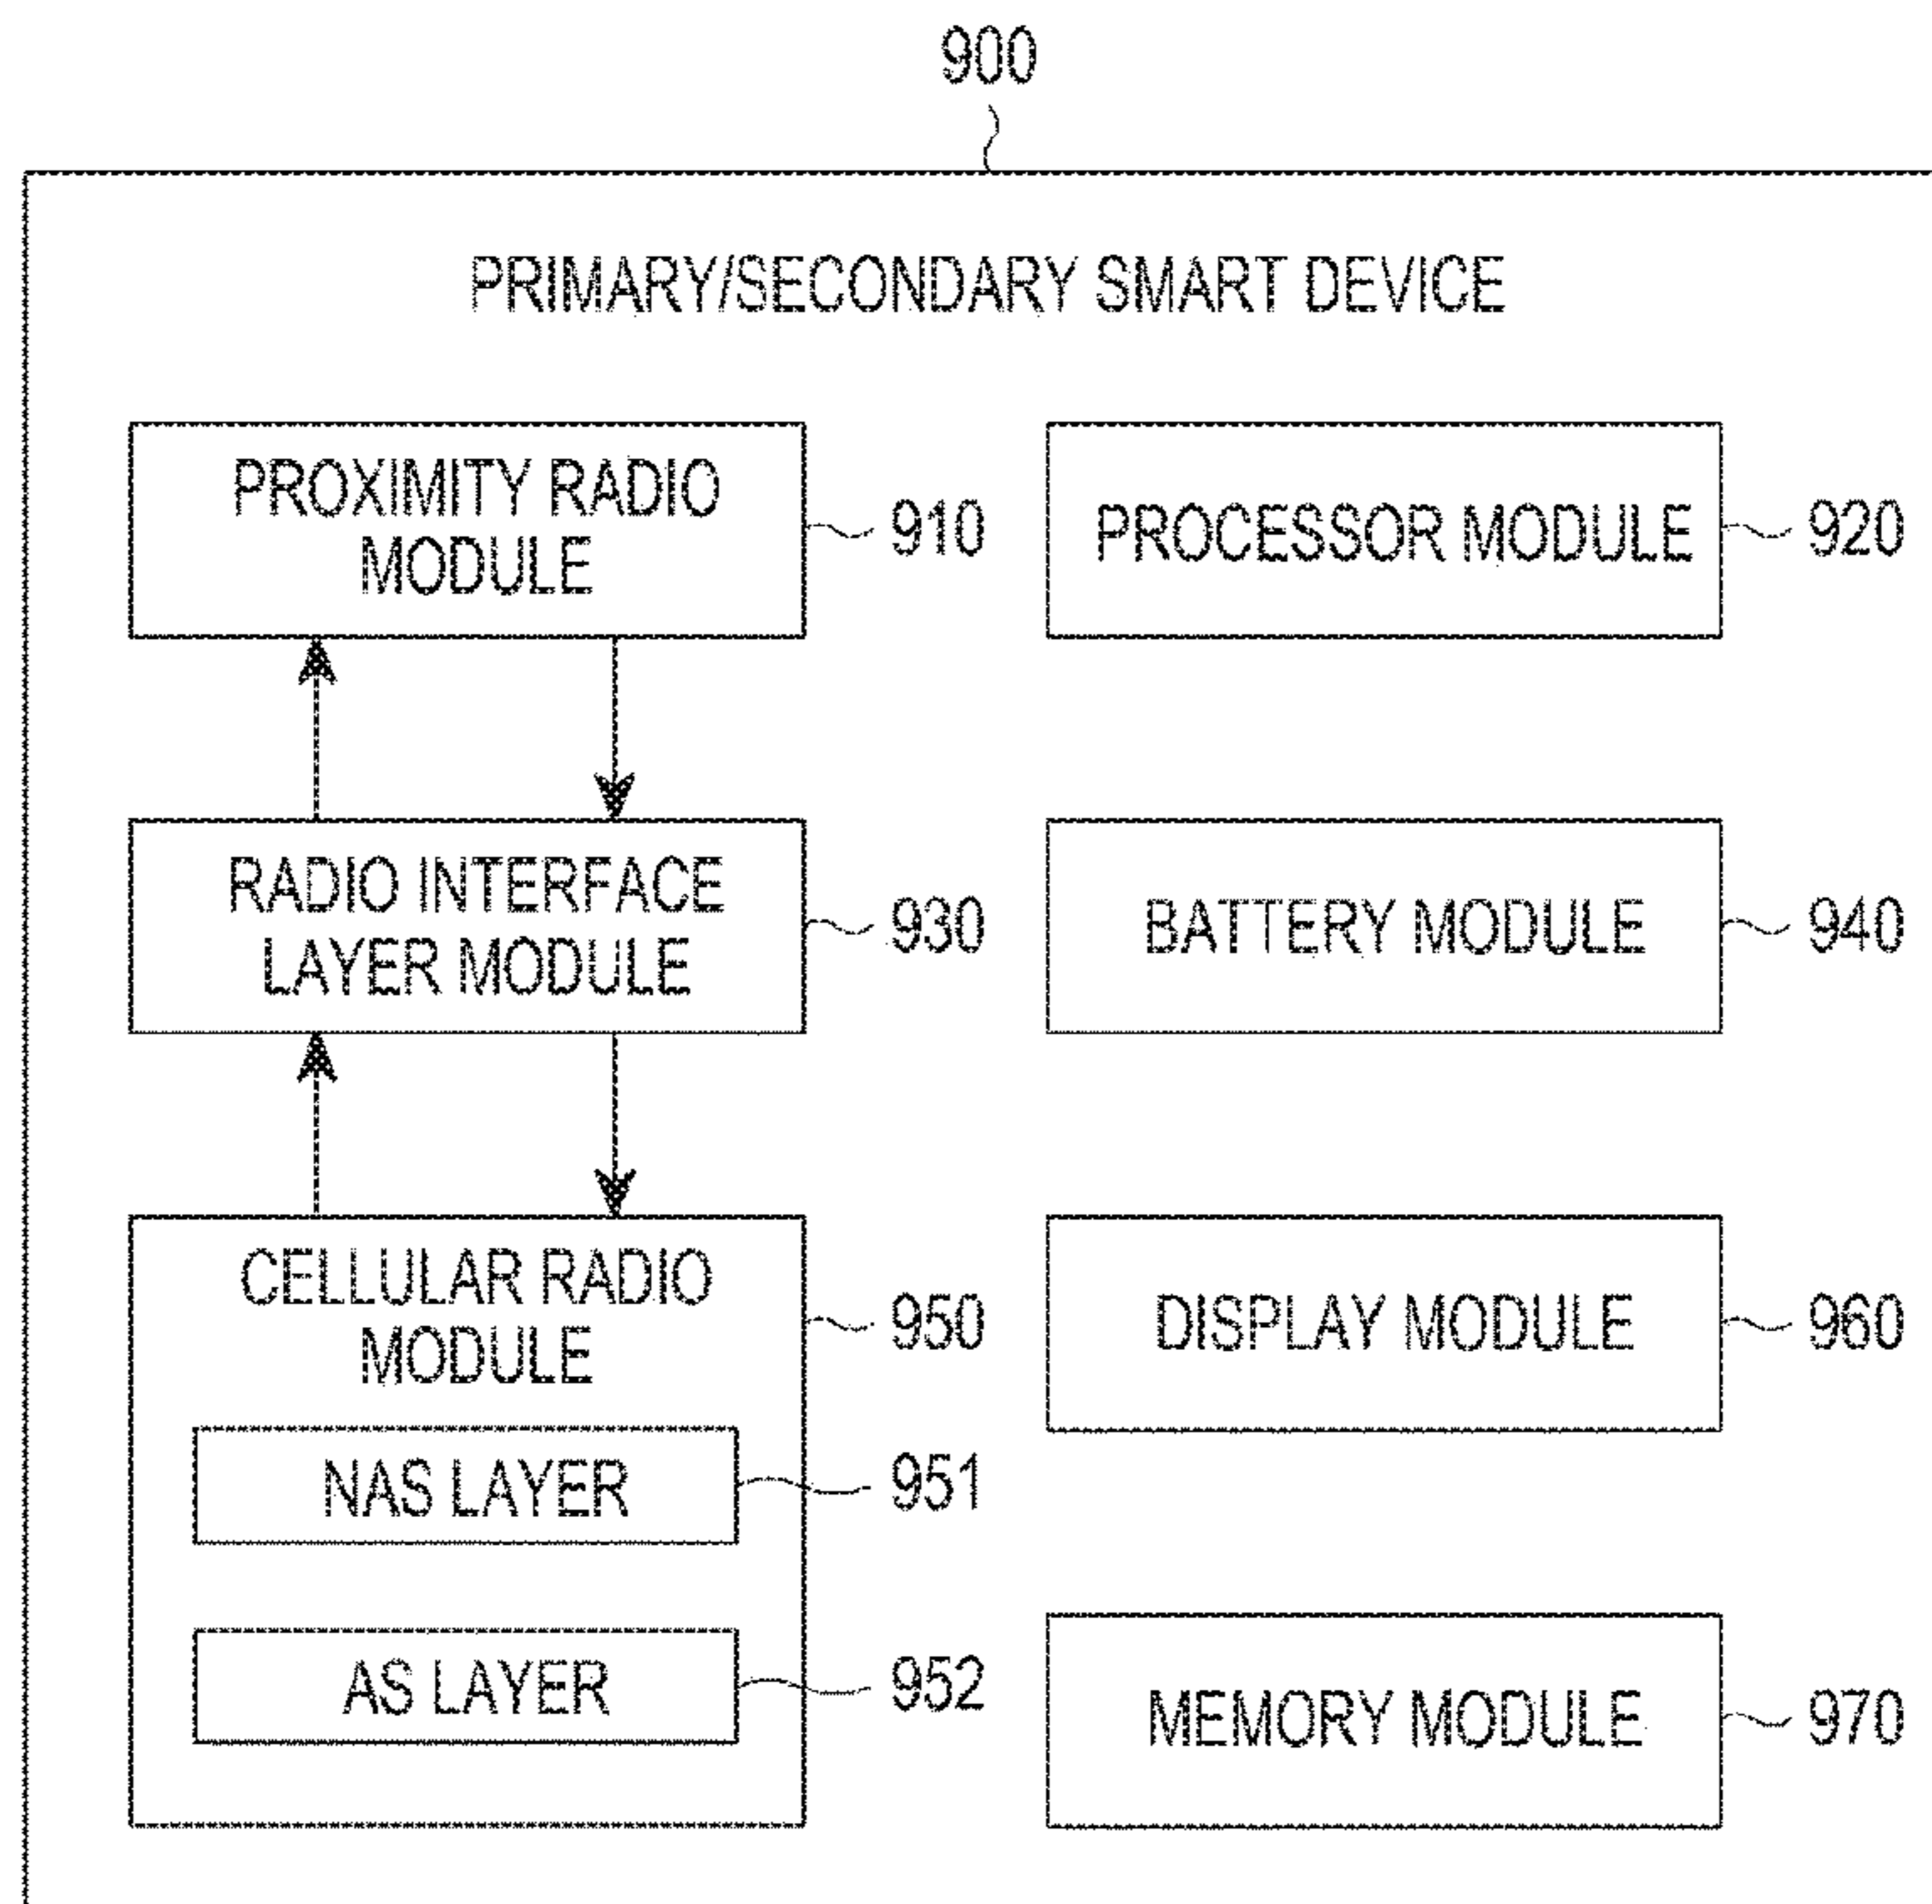 900
PRIMARY/SECONDARY SMART DEVICE
PROXIMITY RADIO
MODULE
910
PROCESSOR MODULE
920
RADIO INTERFACE
LAYER MODULE
930
BATTERY MODULE
940
CELLULAR RADIO
MODULE
950
DISPLAY MODULE
960
NAS LAYER
951
AS LAYER
952
MEMORY MODULE
970